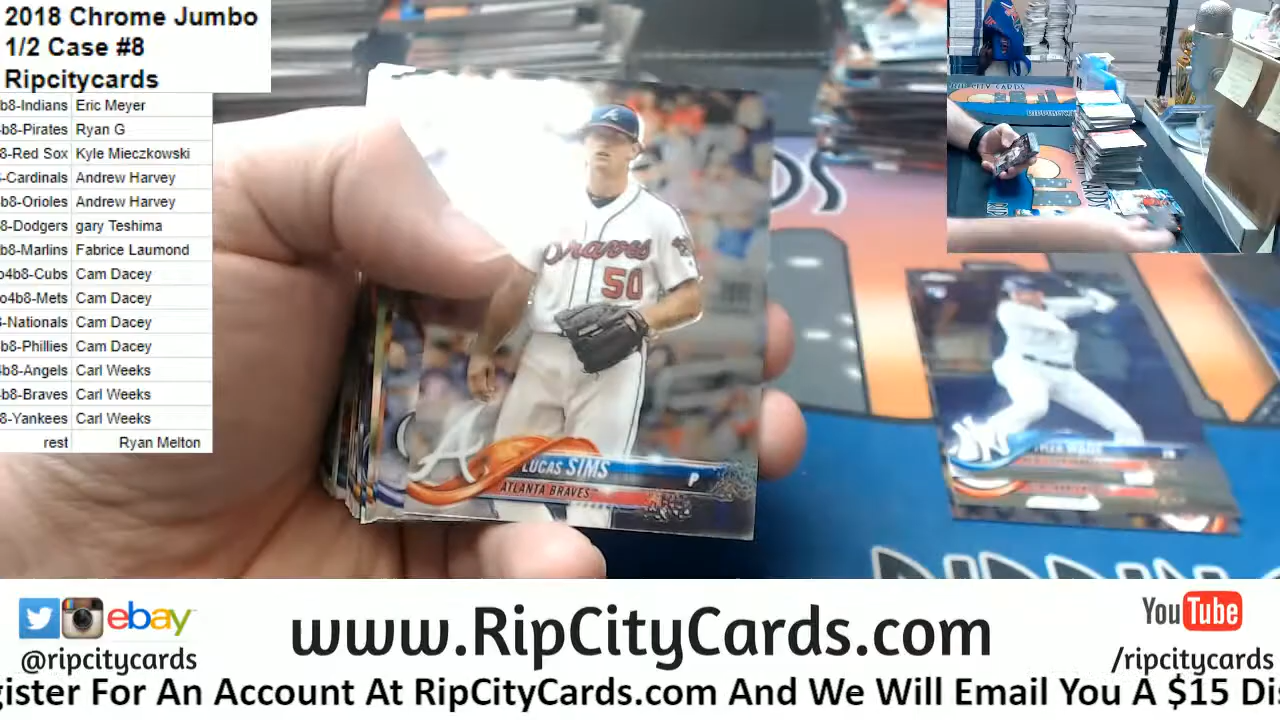 2018 Chrome Jumbo
1/2 Case #8
Ripcitycards
b8-Indians Eric Meyer
b8-Pirates Ryan G
8-Red Sox Kyle Mieczkowski
-Cardinals Andrew Harvey
b8-Orioles Andrew Harvey
8-Dodgers gary Teshima
b8-Marlins Fabrice Laumond
o4b8-Cubs Cam Dacey
o4b8-Mets Cam Dacey
-Nationals Cam Dacey
b8-Phillies Cam Dacey
b8-Angels Carl Weeks
b8-Braves Carl Weeks
8-Yankees Carl Weeks
rest Ryan Melton
Braves
50
A
LUCAS SIMS
P
ATLANTA BRAVES
DS
WADE
ebay
@ripcitycards
www.RipCityCards.com
YouTube
/ripcitycards
gister For An Account At RipCityCards.com And We Will Email You A $15 Dis